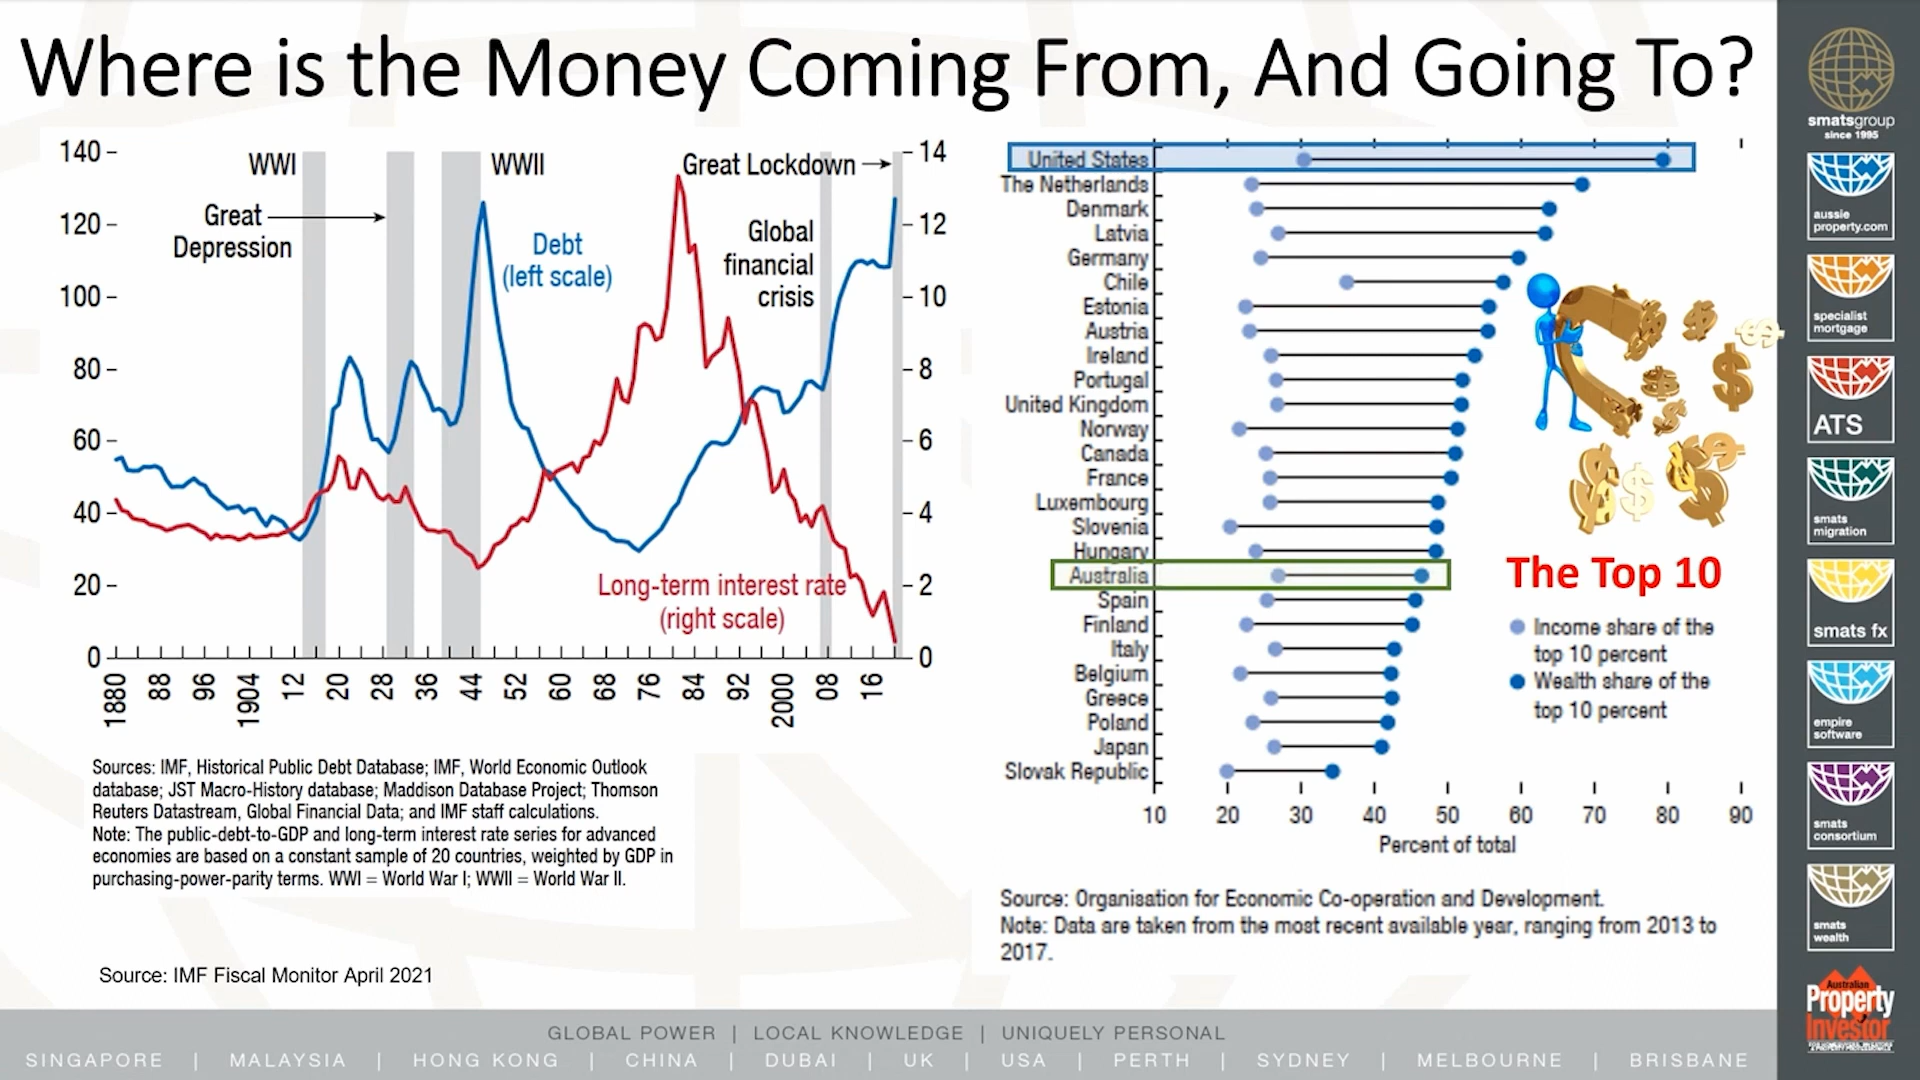 Where is the Money Coming From, And Going To?
140
120
100
80
60
40
20
0
14
12
10
8
6
4
2
0
WWI
WWII
Great Lockdown
Great
Depression
Debt
(left scale)
Global
financial
crisis
Long-term interest rate
(right scale)
1880 88 96 1904 12 20 28 36 44 52 60 68 76 84 92 2000 08 16
Sources: IMF, Historical Public Debt Database; IMF, World Economic Outlook
database; JST Macro-History database; Maddison Database Project; Thomson
Reuters Datastream, Global Financial Data; and IMF staff calculations.
Note: The public-debt-to-GDP and long-term interest rate series for advanced
economies are based on a constant sample of 20 countries, weighted by GDP in
purchasing-power-parity terms. WWI = World War I; WWII = World War II.
Source: IMF Fiscal Monitor April 2021
United States
The Netherlands
Denmark
Latvia
Germany
Chile
Estonia
Austria
Ireland
Portugal
United Kingdom
Norway
Canada
France
Luxembourg
Slovenia
Hungary
Australia
Spain
Finland
Italy
Belgium
Greece
Poland
Japan
Slovak Republic
10 20 30 40 50 60 70 80 90
Percent of total
The Top 10
Income share of the
top 10 percent
Wealth share of the
top 10 percent
Source: Organisation for Economic Co-operation and Development.
Note: Data are taken from the most recent available year, ranging from 2013 to
2017.
smatsgroup
since 1995
aussie
property.com
specialist
mortgage
ATS
smats
migration
smats fx
empire
software
smats
consortium
smats
wealth
Australian
Property
Investor
GLOBAL POWER | LOCAL KNOWLEDGE | UNIQUELY PERSONAL
SINGAPORE | MALAYSIA | HONG KONG | CHINA | DUBAI | UK | USA | PERTH | SYDNEY | MELBOURNE | BRISBANE